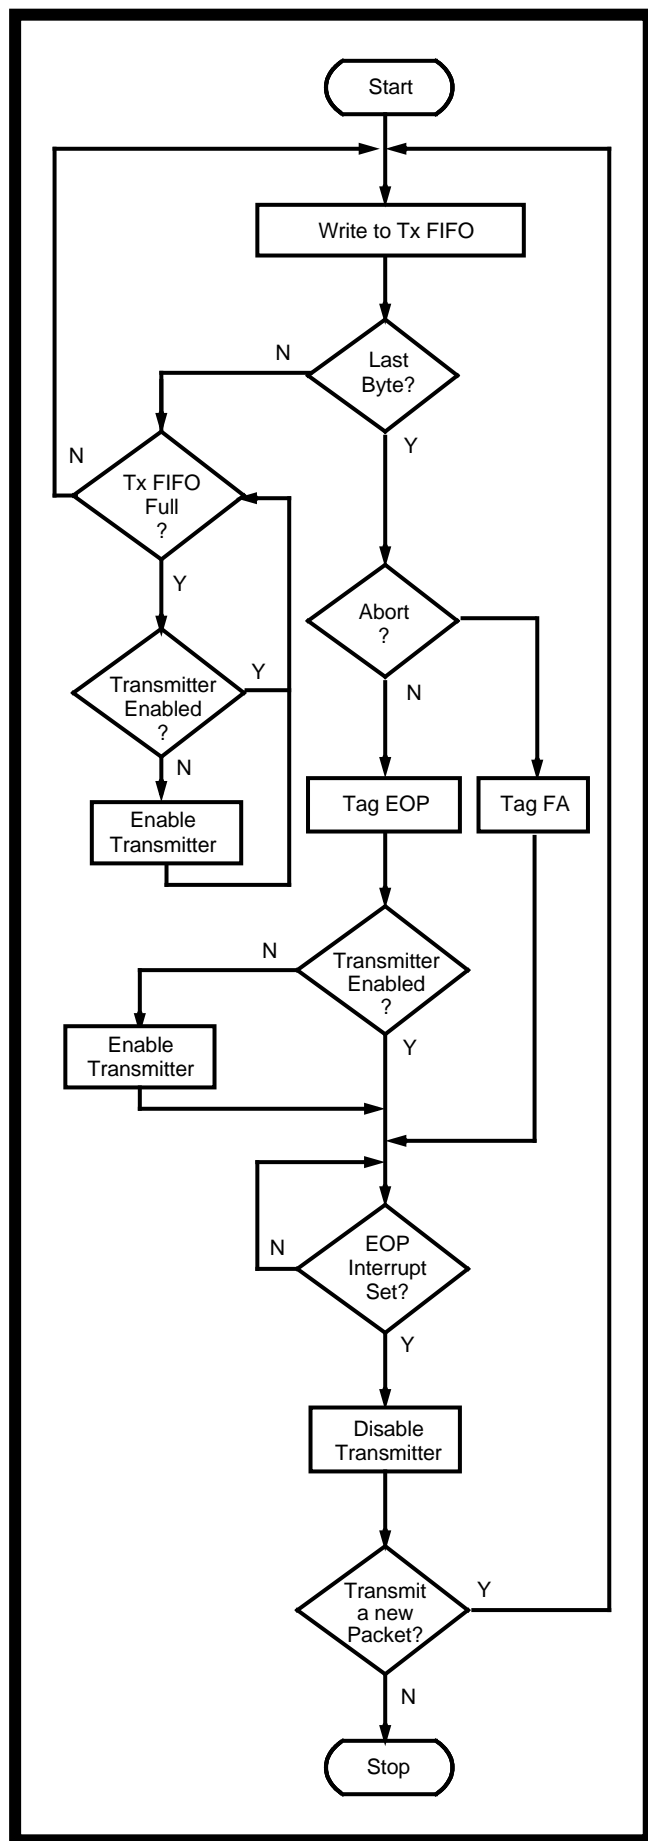 Start
Write to Tx FIFO
Last
Byte?
N
Y
Tx FIFO
Full
?
N
Y
Abort
?
N
Transmitter
Enabled
?
Y
N
Enable
Transmitter
Tag EOP
Tag FA
Transmitter
Enabled
?
N
Y
Enable
Transmitter
EOP
Interrupt
Set?
N
Y
Disable
Transmitter
Transmit
a new
Packet?
Y
N
Stop